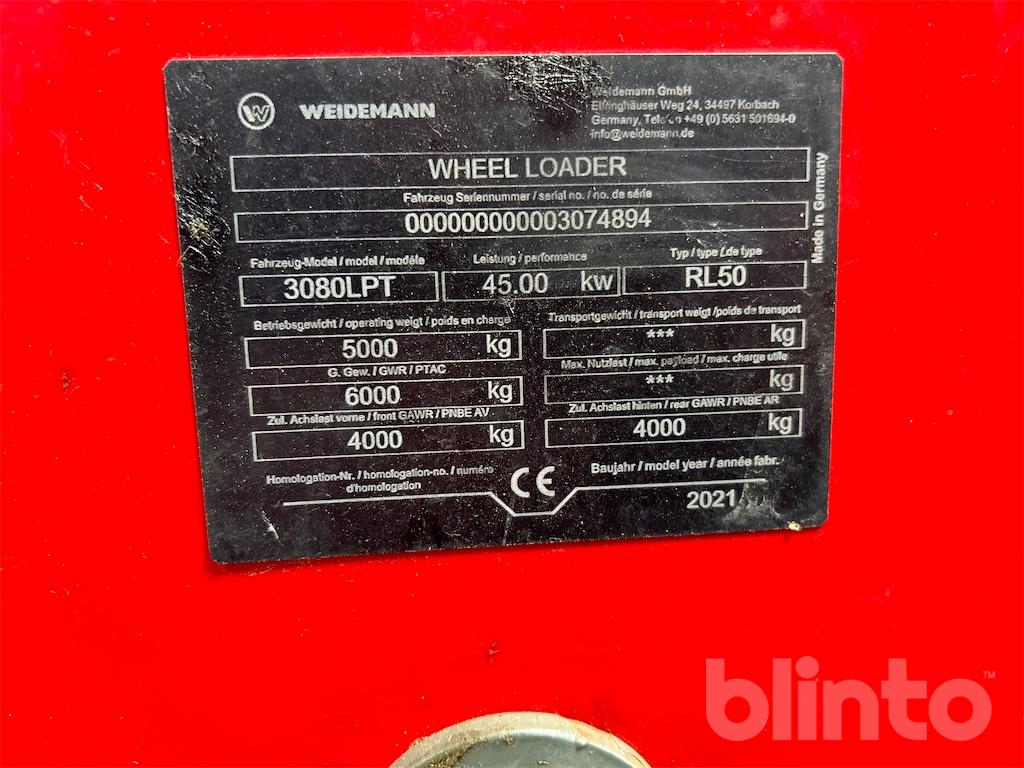 W WEIDEMANN
Weidemann GmbH
Elfringhäuser Weg 24, 34497 Korbach
Germany, Telefon +49 (0) 5631 501694-0
info@weidemann.de
WHEEL LOADER
Fahrzeug Seriennummer / serial no. / no. de série
000000000003074894
Made in Germany
Fahrzeug-Model / model / modéle
Leistung / performance
Typ / type / de type
3080LPT
45.00 kw
RL50
Betriebsgewicht / operating weigt / poids en charge
Transportgewicht / transport weigt / poids de transport
5000 kg
*** kg
G. Gew. / GWR / PTAC
Max. Nutzlast / max. payload / max. charge utile
6000 kg
*** kg
Zul. Achslast vorne / front GAWR / PNBE AV
Zul. Achslast hinten / rear GAWR / PNBE AR
4000 kg
4000 kg
Homologation-Nr. / homologation-no. / numéro
d'homologation
CE
Baujahr / model year / année fabr.
2021
blinto™